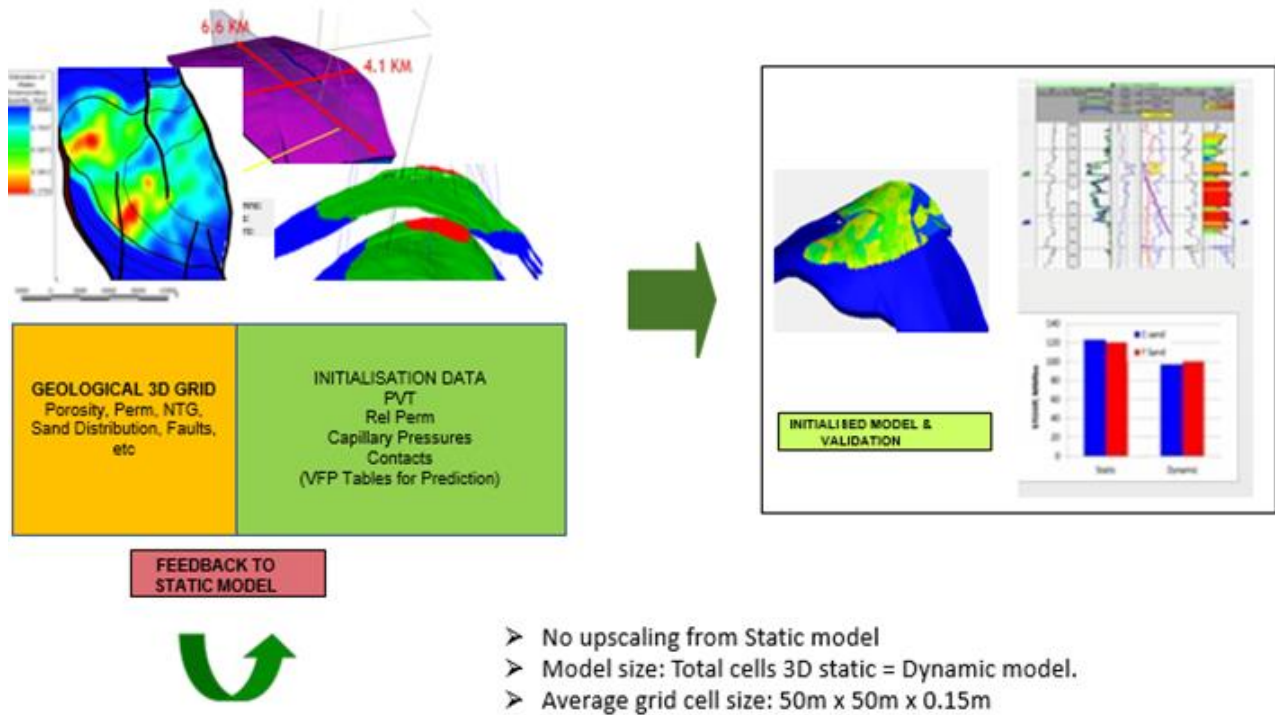 6.6 KM
4.1 KM
GEOLOGICAL 3D GRID
Porosity, Perm, NTG,
Sand Distribution, Faults,
etc
INITIALISATION DATA
PVT
Rel Perm
Capillary Pressures
Contacts
(VFP Tables for Prediction)
FEEDBACK TO
STATIC MODEL
INITIALISED MODEL &
VALIDATION
140
120
100
80
60
40
20
0
E sand
F Sand
Static
Dynamic
➢ No upscaling from Static model
➢ Model size: Total cells 3D static = Dynamic model.
➢ Average grid cell size: 50m x 50m x 0.15m